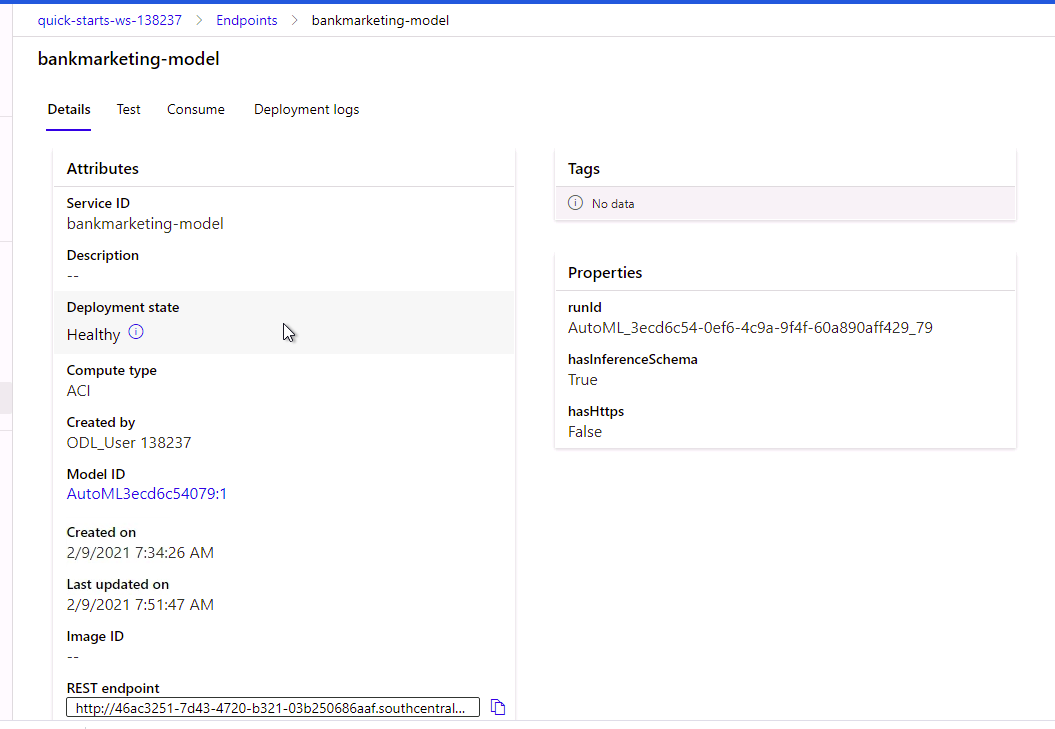 quick-starts-ws-138237 > Endpoints > bankmarketing-model
bankmarketing-model
Details Test Consume Deployment logs
Attributes
Service ID
bankmarketing-model
Description
--
Deployment state
Healthy
Compute type
ACI
Created by
ODL_User 138237
Model ID
AutoML3ecd6c54079:1
Created on
2/9/2021 7:34:26 AM
Last updated on
2/9/2021 7:51:47 AM
Image ID
--
REST endpoint
http://46ac3251-7d43-4720-b321-03b250686aaf.southcentral...
Tags
No data
Properties
runId
AutoML_3ecd6c54-0ef6-4c9a-9f4f-60a890aff429_79
hasInferenceSchema
True
hasHttps
False